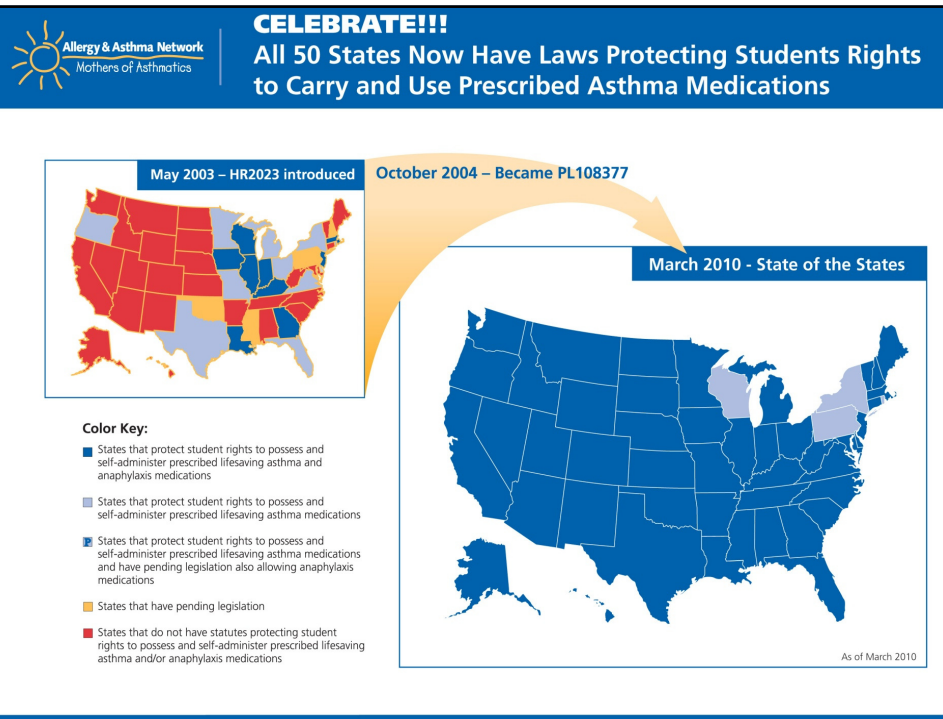 Allergy & Asthma Network
Mothers of Asthmatics
CELEBRATE!!!
All 50 States Now Have Laws Protecting Students Rights
to Carry and Use Prescribed Asthma Medications
May 2003 – HR2023 introduced
October 2004 – Became PL108377
March 2010 - State of the States
Color Key:
States that protect student rights to possess and
self-administer prescribed lifesaving asthma and
anaphylaxis medications
States that protect student rights to possess and
self-administer prescribed lifesaving asthma medications
P
States that protect student rights to possess and
self-administer prescribed lifesaving asthma medications
and have pending legislation also allowing anaphylaxis
medications
States that have pending legislation
States that do not have statutes protecting student
rights to possess and self-administer prescribed lifesaving
asthma and/or anaphylaxis medications
As of March 2010